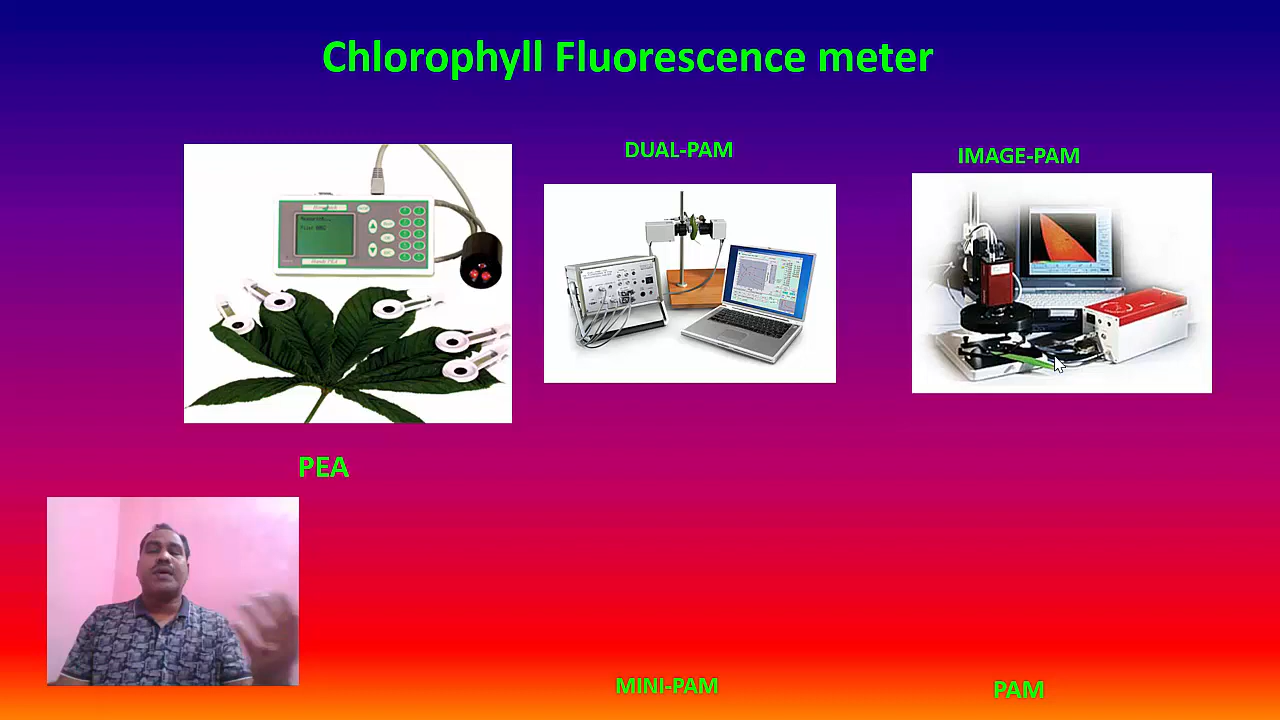 Chlorophyll Fluorescence meter
DUAL-PAM
IMAGE-PAM
PEA
MINI-PAM
PAM